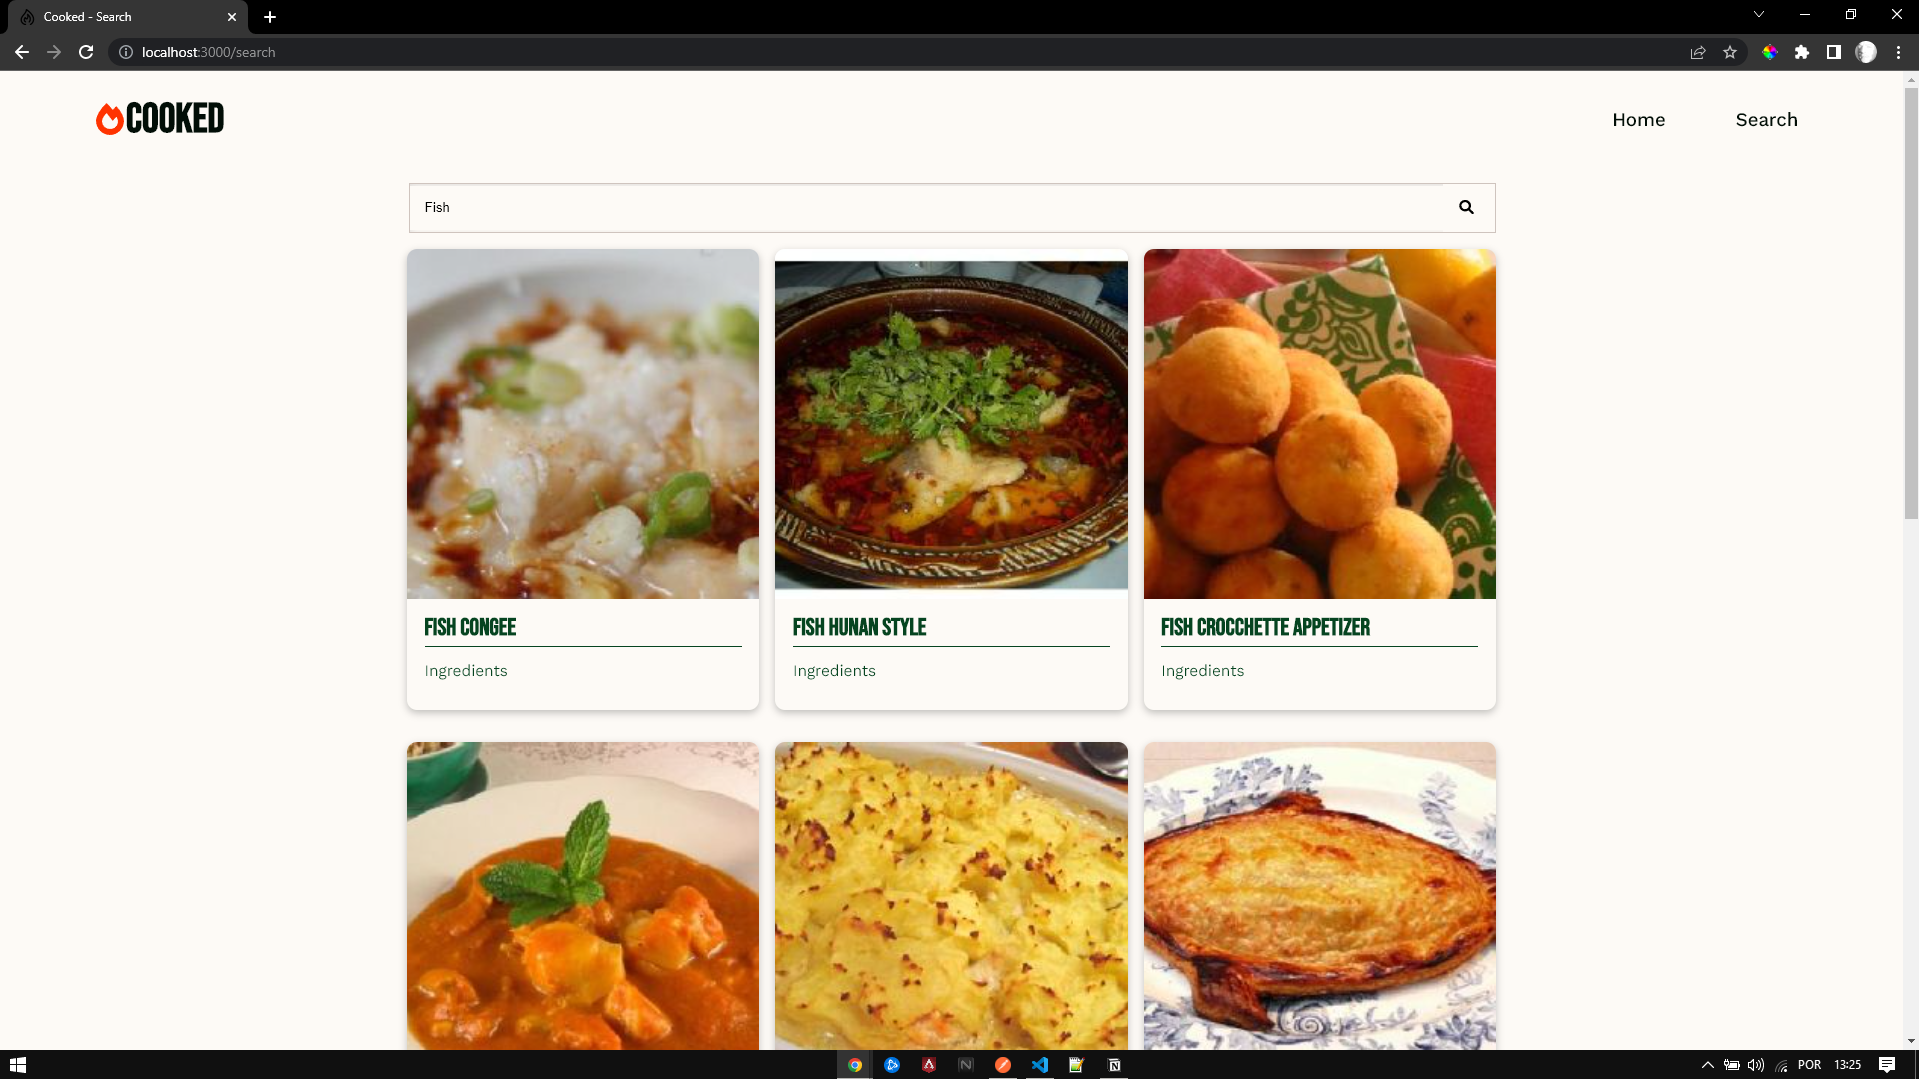 Cooked - Search
localhost:3000/search
COOKED
Home
Search
Fish
FISH CONGEE
FISH HUNAN STYLE
FISH CROCCHETTE APPETIZER
Ingredients
Ingredients
Ingredients
POR
13:25